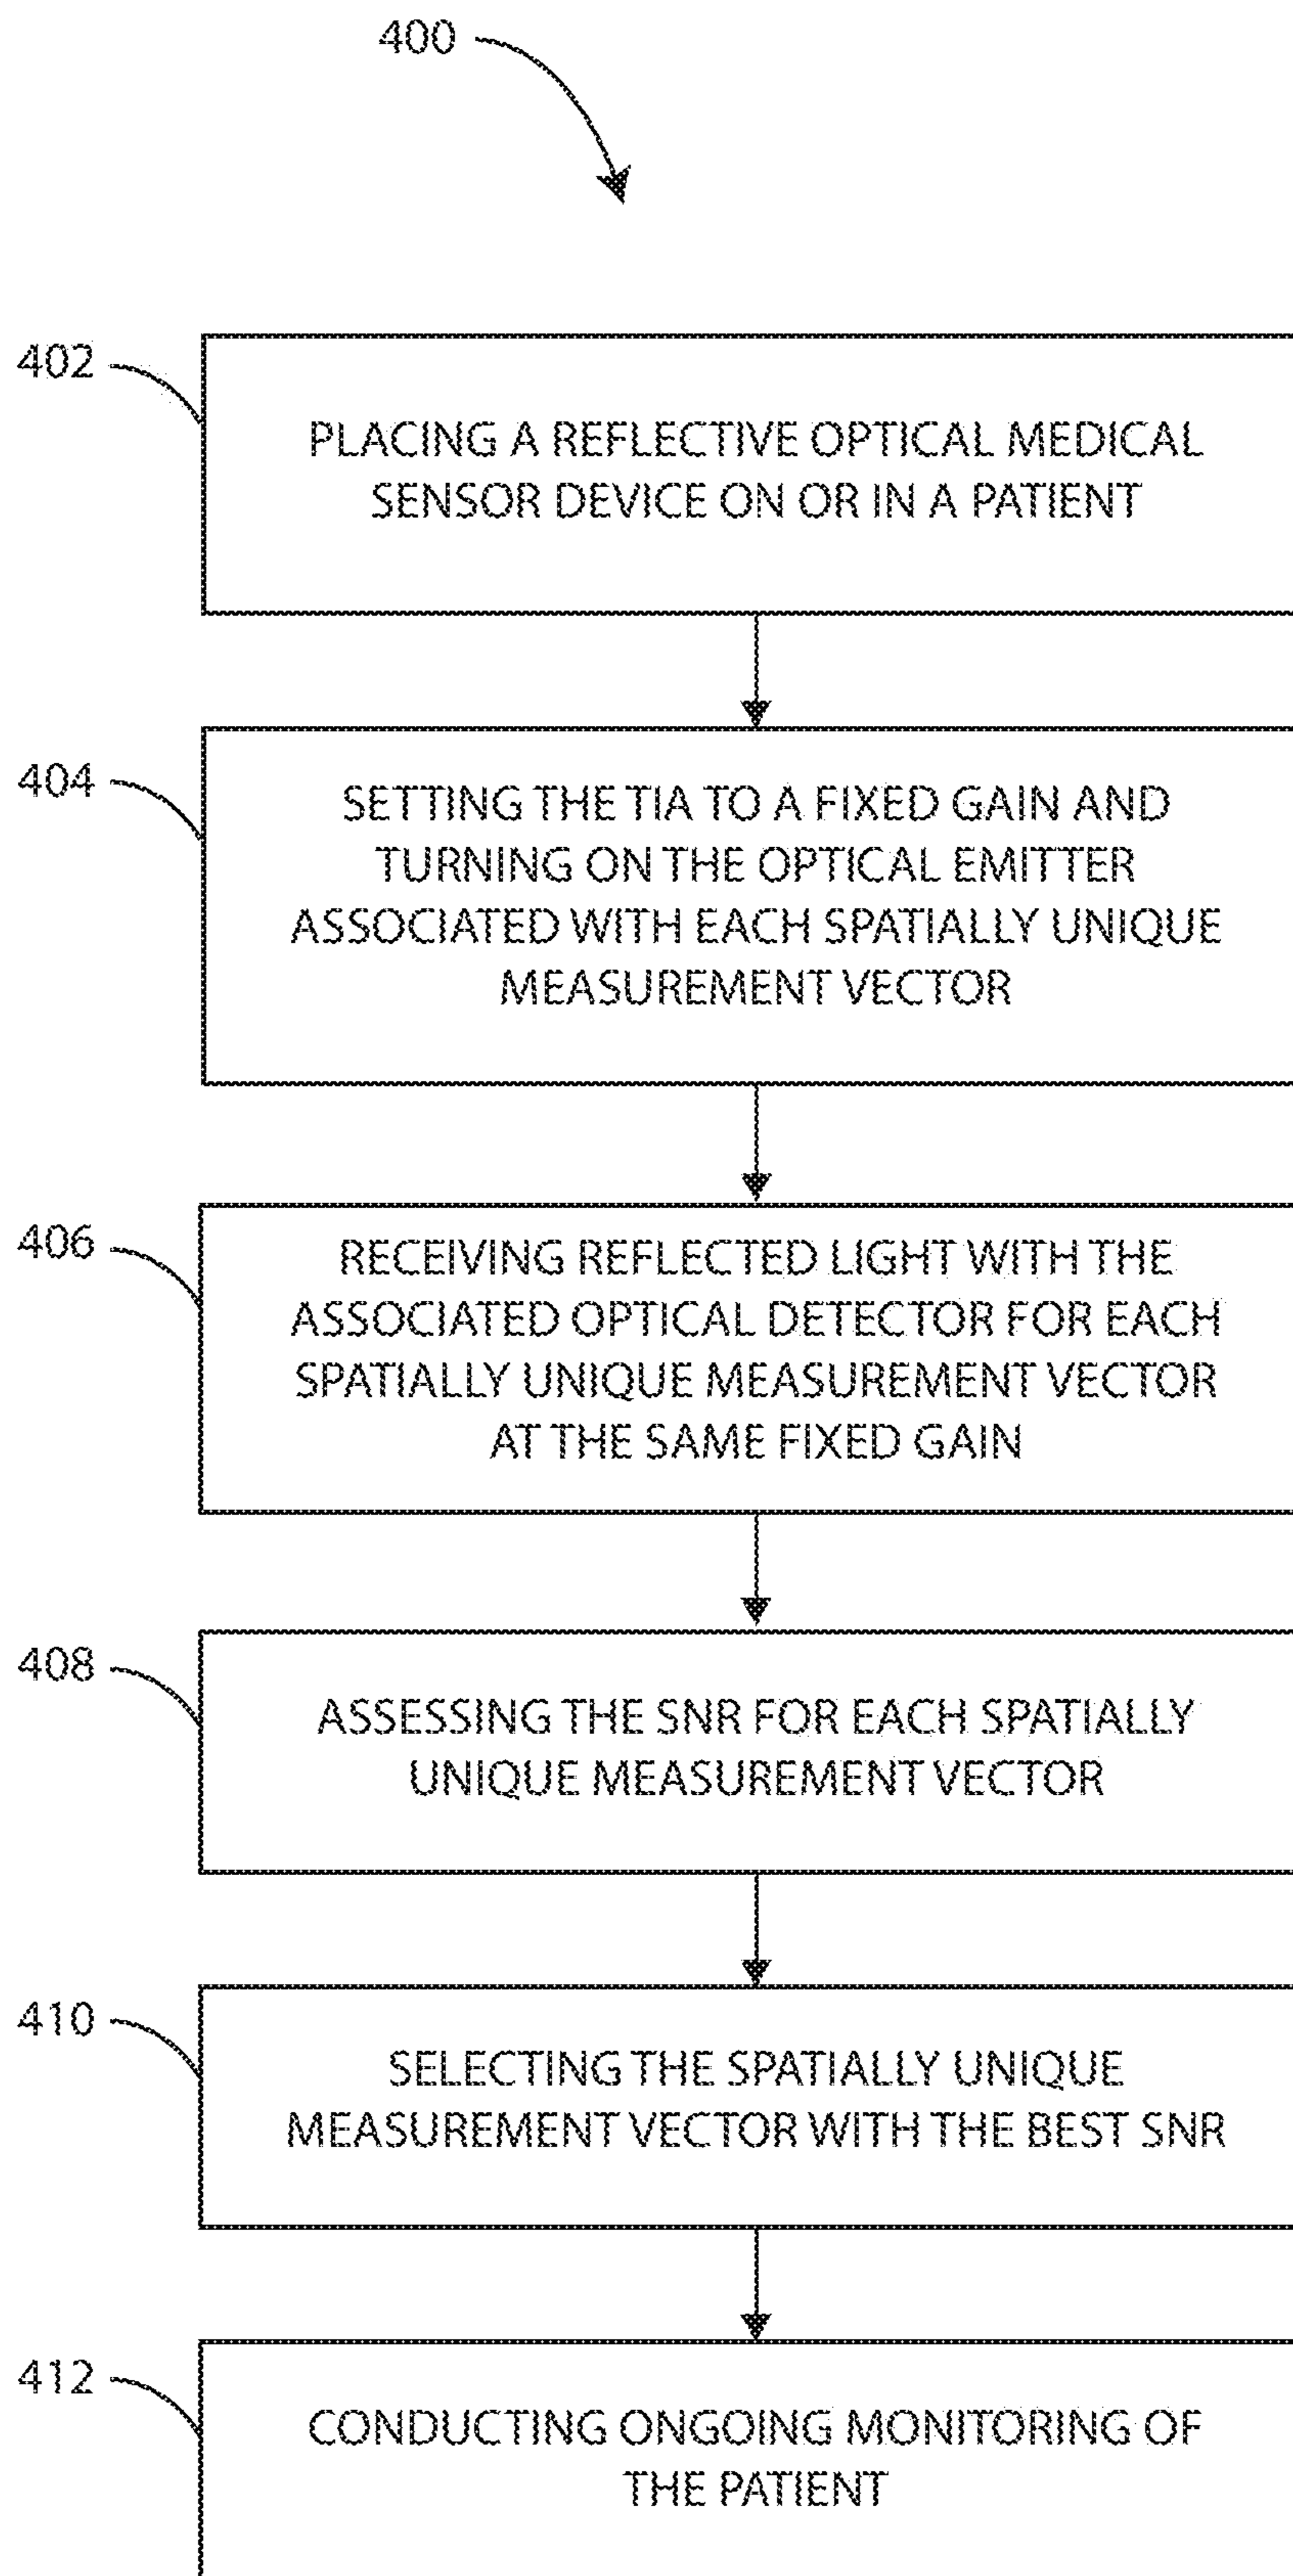 400
402
PLACING A REFLECTIVE OPTICAL MEDICAL
SENSOR DEVICE ON OR IN A PATIENT
404
SETTING THE TIA TO A FIXED GAIN AND
TURNING ON THE OPTICAL EMITTER
ASSOCIATED WITH EACH SPATIALLY UNIQUE
MEASUREMENT VECTOR
406
RECEIVING REFLECTED LIGHT WITH THE
ASSOCIATED OPTICAL DETECTOR FOR EACH
SPATIALLY UNIQUE MEASUREMENT VECTOR
AT THE SAME FIXED GAIN
408
ASSESSING THE SNR FOR EACH SPATIALLY
UNIQUE MEASUREMENT VECTOR
410
SELECTING THE SPATIALLY UNIQUE
MEASUREMENT VECTOR WITH THE BEST SNR
412
CONDUCTING ONGOING MONITORING OF
THE PATIENT